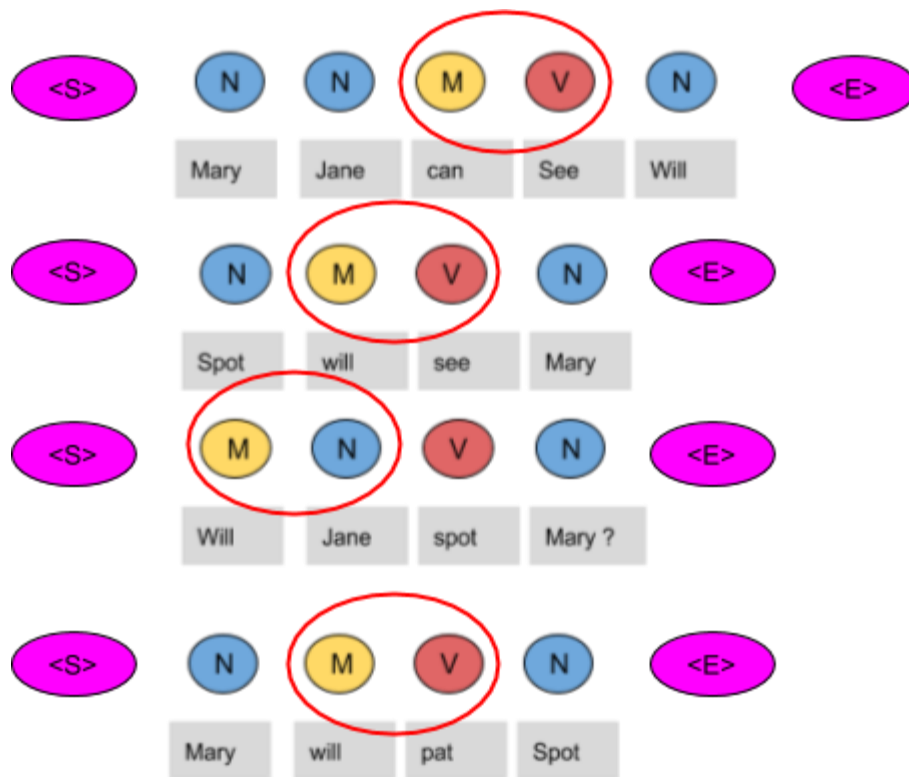 <S> N N M V N <E>
Mary Jane can See Will
<S> N M V N <E>
Spot will see Mary
<S> M N V N <E>
Will Jane spot Mary ?
<S> N M V N <E>
Mary will pat Spot